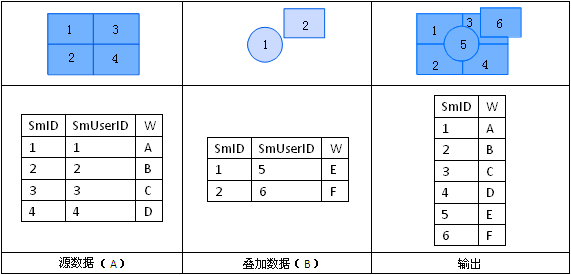 1 3
2 4
2
1
3 6
1
5
2 4
SmID SmUserID W
1 1 A
2 2 B
3 3 C
4 4 D
SmID SmUserID W
1 5 E
2 6 F
SmID W
1 A
2 B
3 C
4 D
5 E
6 F
源数据（A） 叠加数据（B） 输出